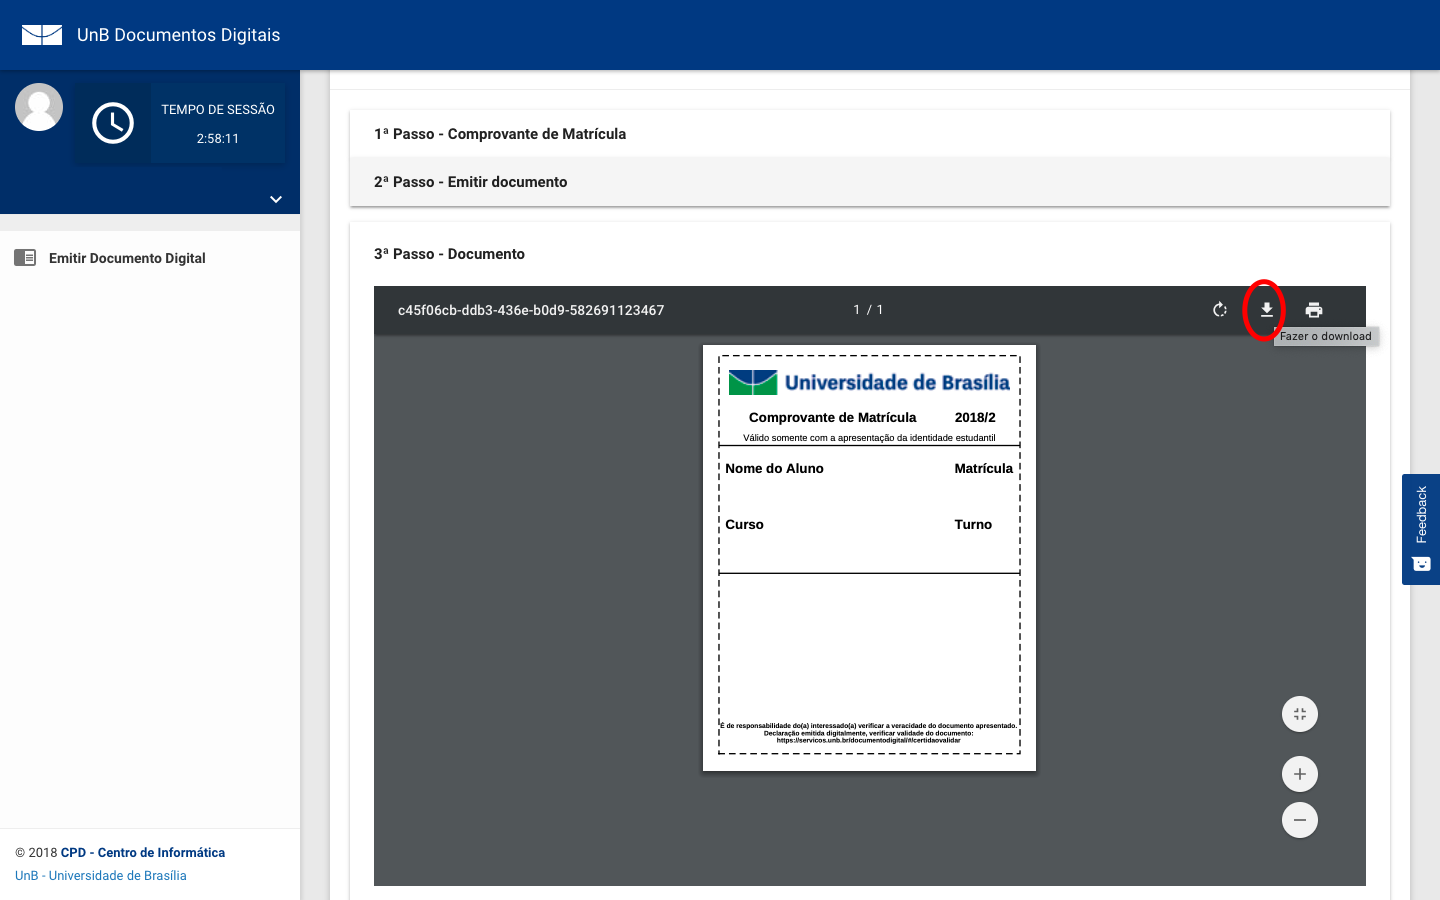 UnB Documentos Digitais
TEMPO DE SESSÃO
2:58:11
Emitir Documento Digital
© 2018 CPD - Centro de Informática
UnB - Universidade de Brasília
1ª Passo - Comprovante de Matrícula
2ª Passo - Emitir documento
3ª Passo - Documento
c45f06cb-ddb3-436e-b0d9-582691123467
1 / 1
Fazer o download
Universidade de Brasília
Comprovante de Matrícula 2018/2
Válido somente com a apresentação da identidade estudantil
Nome do Aluno Matrícula
Curso Turno
É de responsabilidade do(a) interessado(a) verificar a veracidade do documento apresentado.
Declaração emitida digitalmente, verificar validade do documento:
https://servicos.unb.br/documentodigital/#/certidaovalidar
Feedback